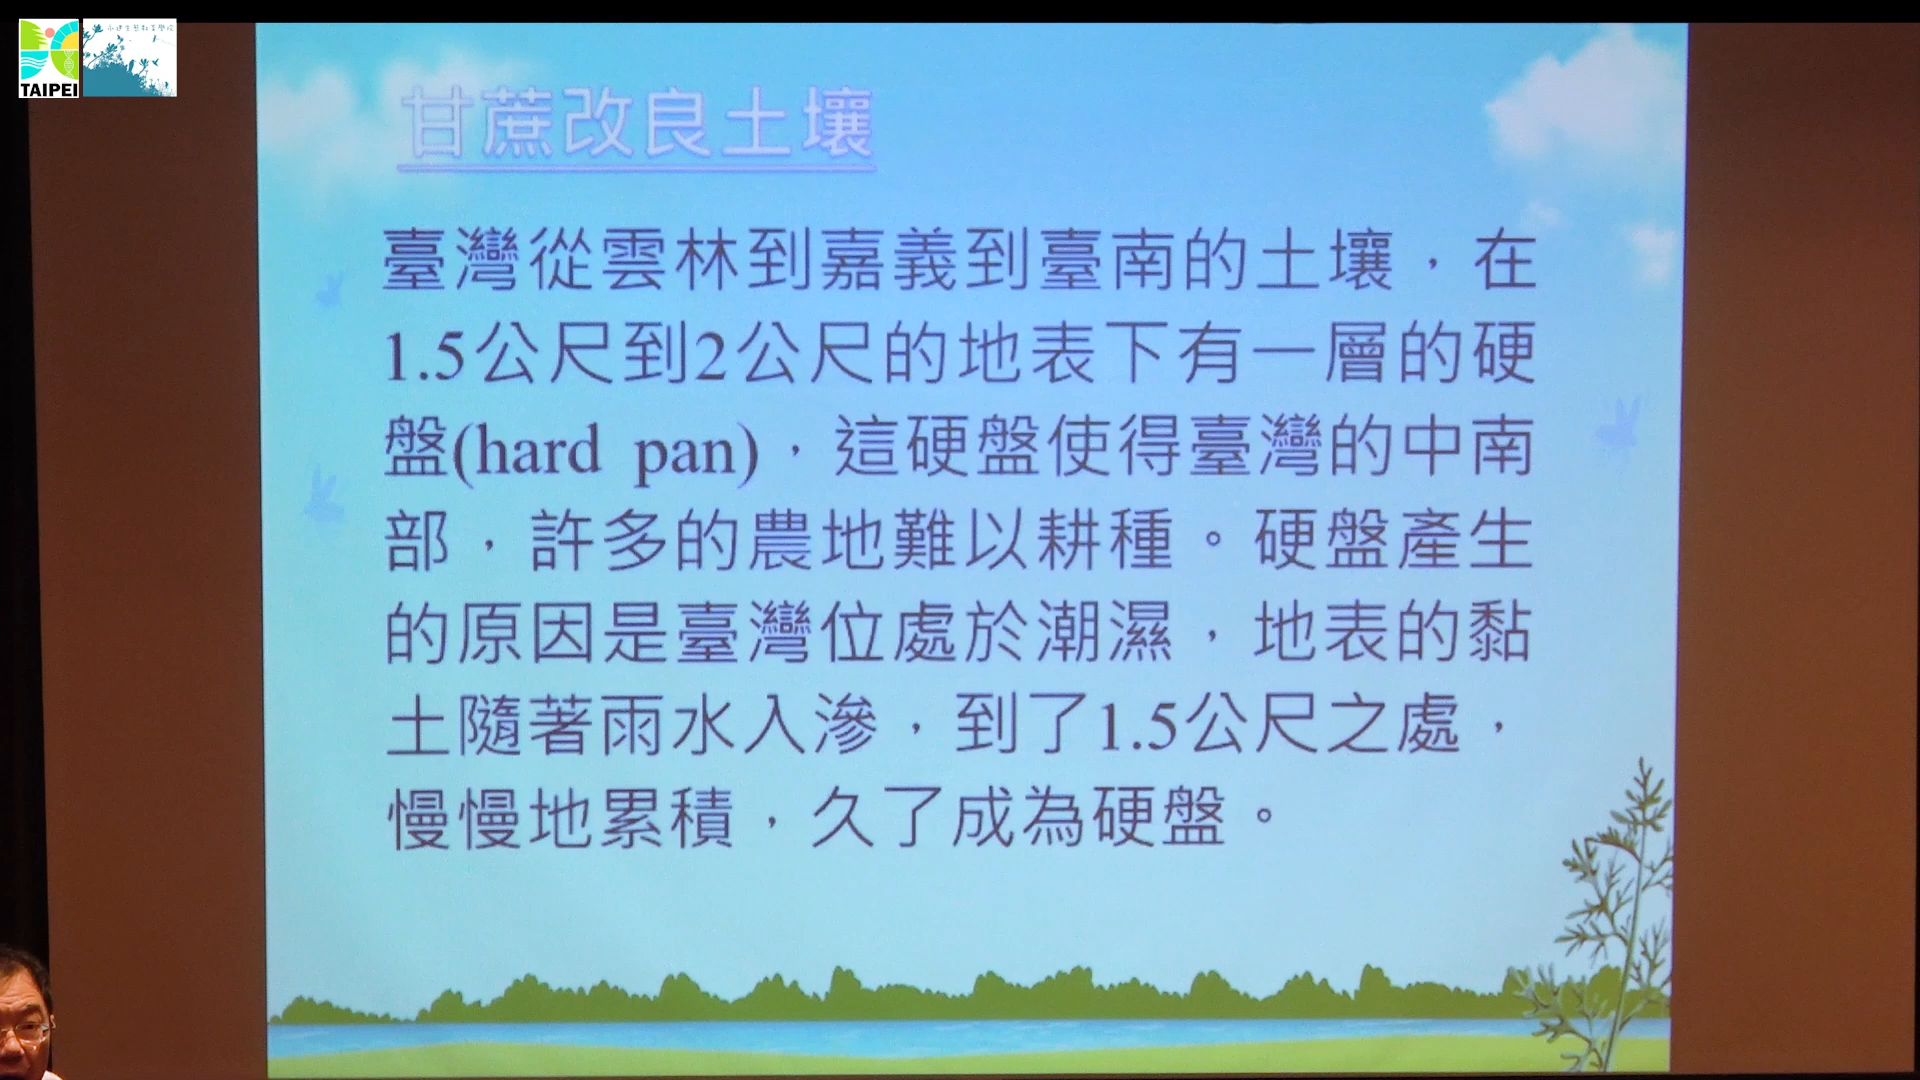 TAIPEI
甘蔗改良土壤
臺灣從雲林到嘉義到臺南的土壤，在
1.5公尺到2公尺的地表下有一層的硬
盤(hard pan)，這硬盤使得臺灣的中南
部，許多的農地難以耕種。硬盤產生
的原因是臺灣位處於潮濕，地表的黏
土隨著雨水入滲，到了1.5公尺之處，
慢慢地累積，久了成為硬盤。